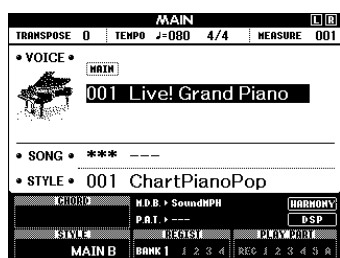 MAIN L R
TRANSPOSE 0 TEMPO ♩=080 4/4 MEASURE 001
• VOICE •
MAIN
001 Live! Grand Piano
• SONG • *** ---
• STYLE • 001 ChartPianoPop
CHORD M.D.B. ▸ SoundMPH HARMONY
P.A.T. ▸ --- DSP
STYLE REGIST PLAY PART
MAIN B BANK 1 1 2 3 4 REG 1 2 3 4 5 A